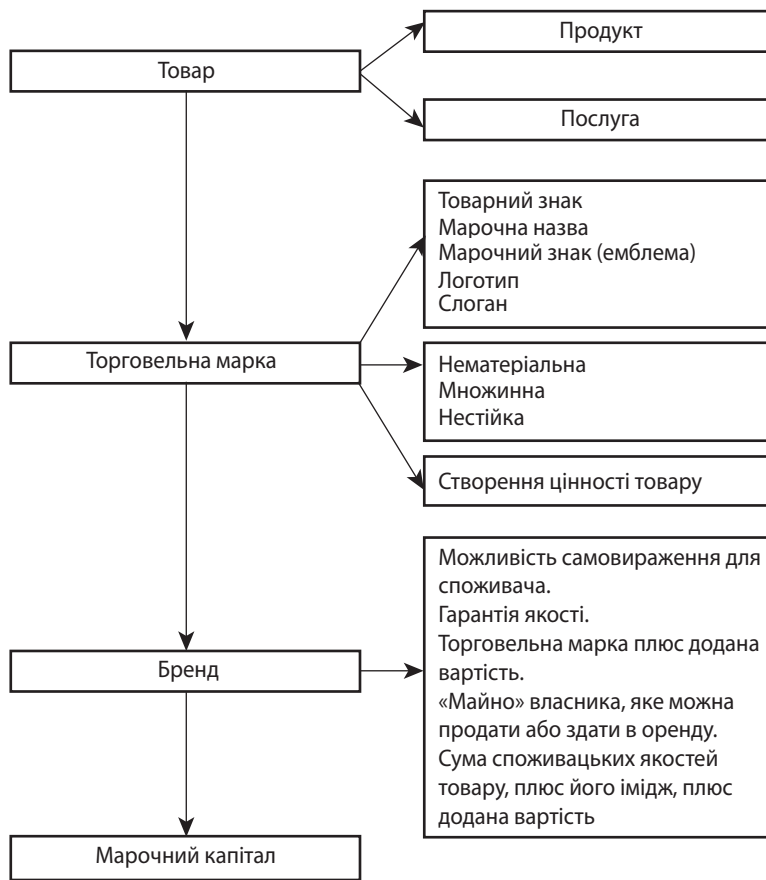 Продукт
Товар
Послуга
Товарний знак
Марочна назва
Марочний знак (емблема)
Логотип
Слоган
Торговельна марка
Нематеріальна
Множинна
Нестійка
Створення цінності товару
Можливість самовираження для
споживача.
Гарантія якості.
Торговельна марка плюс додана
вартість.
«Майно» власника, яке можна
продати або здати в оренду.
Сума споживацьких якостей
товару, плюс його імідж, плюс
додана вартість
Бренд
Марочний капітал